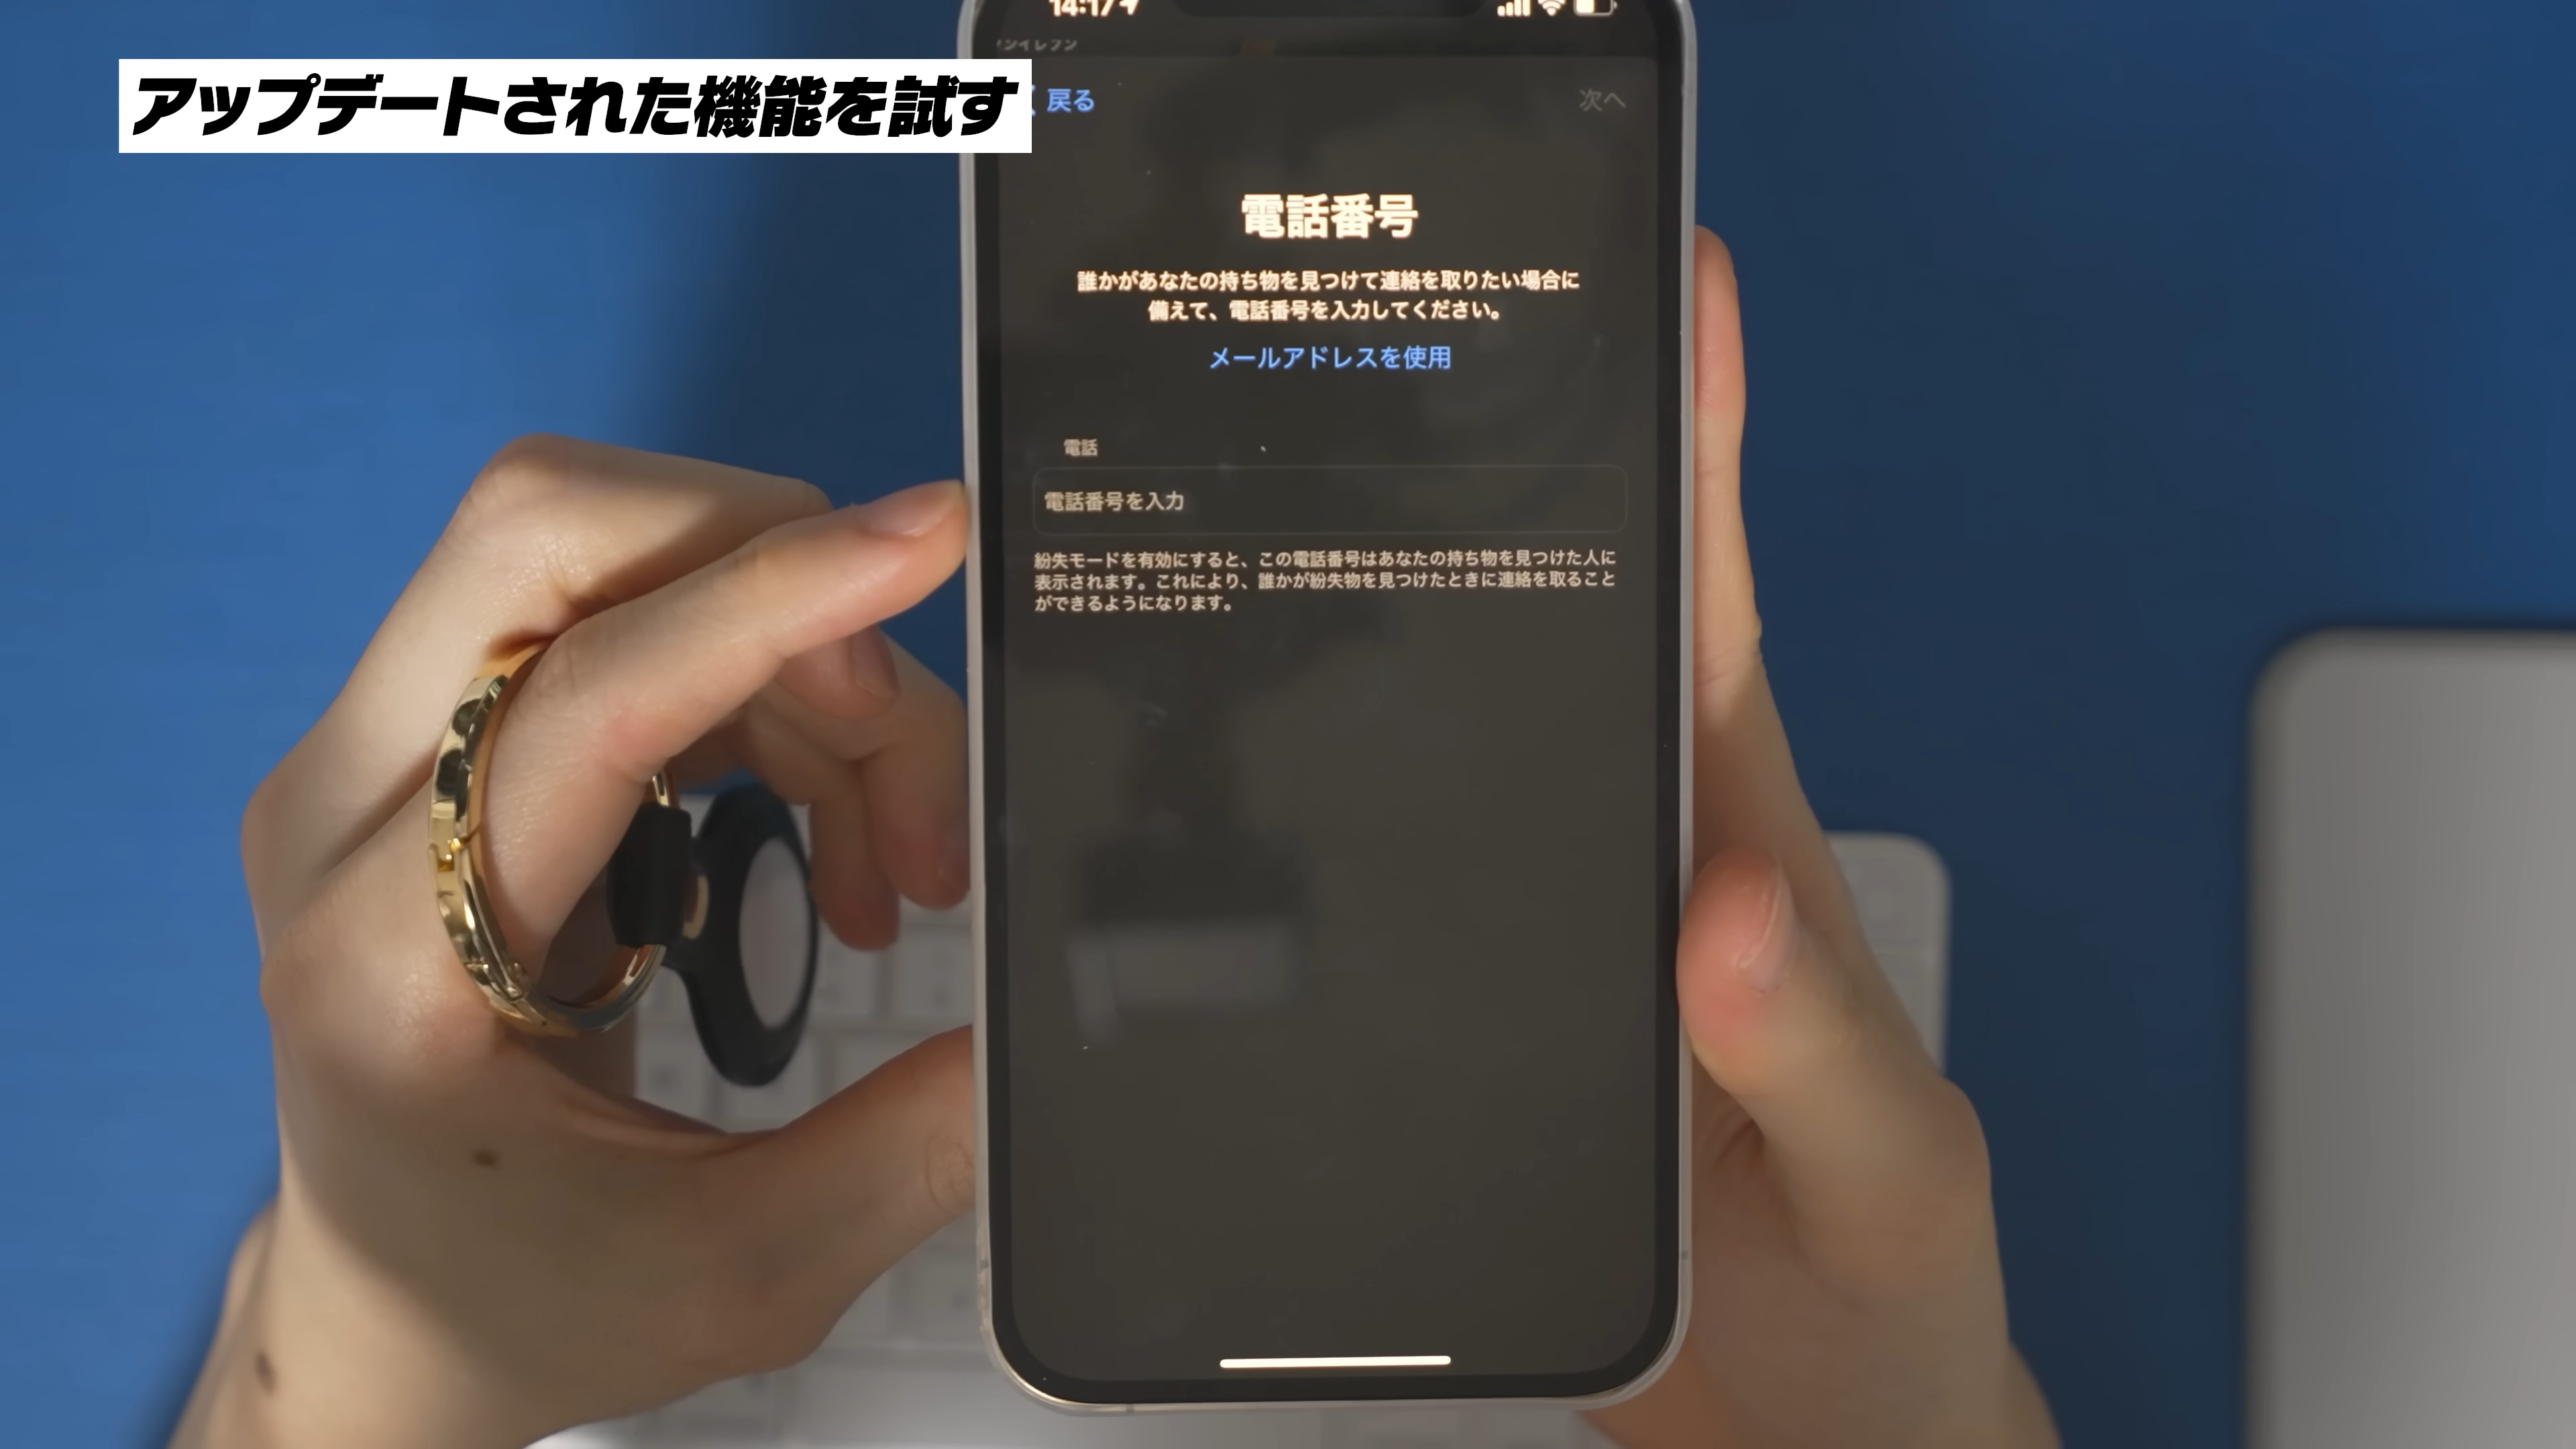 アップデートされた機能を試す
14:17
戻る
次へ
電話番号
誰かがあなたの持ち物を見つけて連絡を取りたい場合に
備えて、電話番号を入力してください。
メールアドレスを使用
電話
電話番号を入力
紛失モードを有効にすると、この電話番号はあなたの持ち物を見つけた人に
表示されます。これにより、誰かが紛失物を見つけたときに連絡を取ること
ができるようになります。